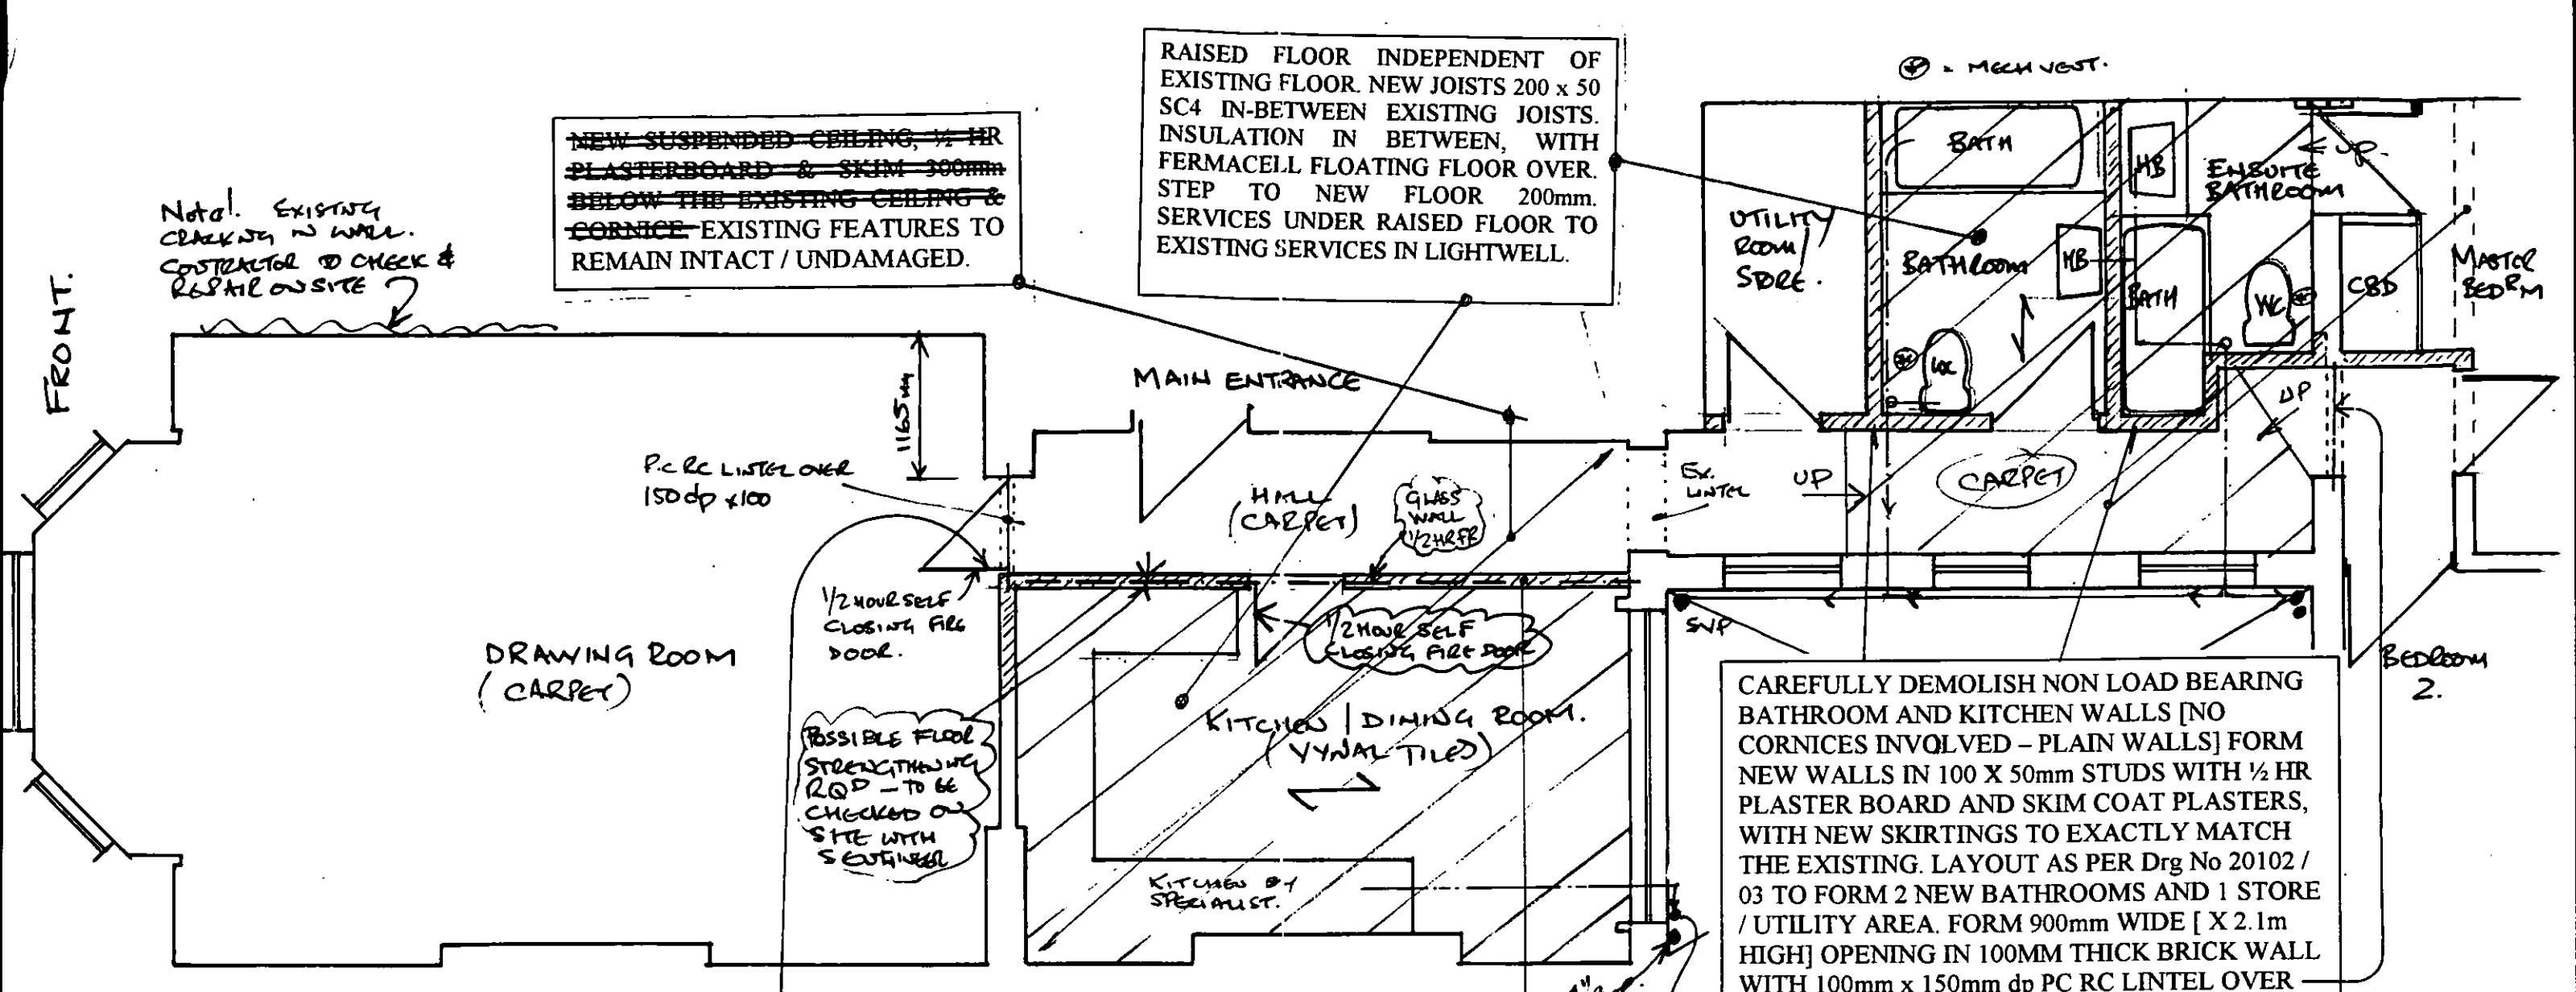 ⊛ = MECH VENT.
RAISED FLOOR INDEPENDENT OF
EXISTING FLOOR. NEW JOISTS 200 x 50
SC4 IN-BETWEEN EXISTING JOISTS.
INSULATION IN BETWEEN, WITH
FERMACELL FLOATING FLOOR OVER.
STEP TO NEW FLOOR 200mm.
SERVICES UNDER RAISED FLOOR TO
EXISTING SERVICES IN LIGHTWELL.
NEW SUSPENDED CEILING, ½ HR
PLASTERBOARD & SKIM 300mm
BELOW THE EXISTING CEILING &
CORNICE EXISTING FEATURES TO
REMAIN INTACT / UNDAMAGED.
Note!. EXISTNG
CRACKNG IN WALL.
CONTRACTOR TO CHECK &
REPAIR ON SITE
FRONT.
1165mm
MAIN ENTRANCE
P.C RC LINTEL OVER
150dp x100
HALL
(CARPET)
GLASS
WALL
1/2HR FR
EX.
LINTEL
UP
CARPET
UTILITY
ROOM /
STORE.
BATH
BATHROOM
HB
WC
HB
ENSUITE
BATHROOM
UP
BATH
WC
CBD
MASTER
BEDRM
UP
1/2 HOUR SELF
CLOSING FIRE
DOOR.
1/2 HOUR SELF
CLOSING FIRE DOOR
DRAWING ROOM
(CARPET)
POSSIBLE FLOOR
STRENGTHENING
RQD - TO BE
CHECKED ON
SITE WITH
S ENGINEER
KITCHEN / DINING ROOM.
(VYNAL TILES)
KITCHEN BY
SPECIALIST.
SVP
BEDROOM
2.
CAREFULLY DEMOLISH NON LOAD BEARING
BATHROOM AND KITCHEN WALLS [NO
CORNICES INVOLVED – PLAIN WALLS] FORM
NEW WALLS IN 100 X 50mm STUDS WITH ½ HR
PLASTER BOARD AND SKIM COAT PLASTERS,
WITH NEW SKIRTINGS TO EXACTLY MATCH
THE EXISTING. LAYOUT AS PER Drg No 20102 /
03 TO FORM 2 NEW BATHROOMS AND 1 STORE
/ UTILITY AREA. FORM 900mm WIDE [ X 2.1m
HIGH] OPENING IN 100MM THICK BRICK WALL
WITH 100mm x 150mm dp PC RC LINTEL OVER